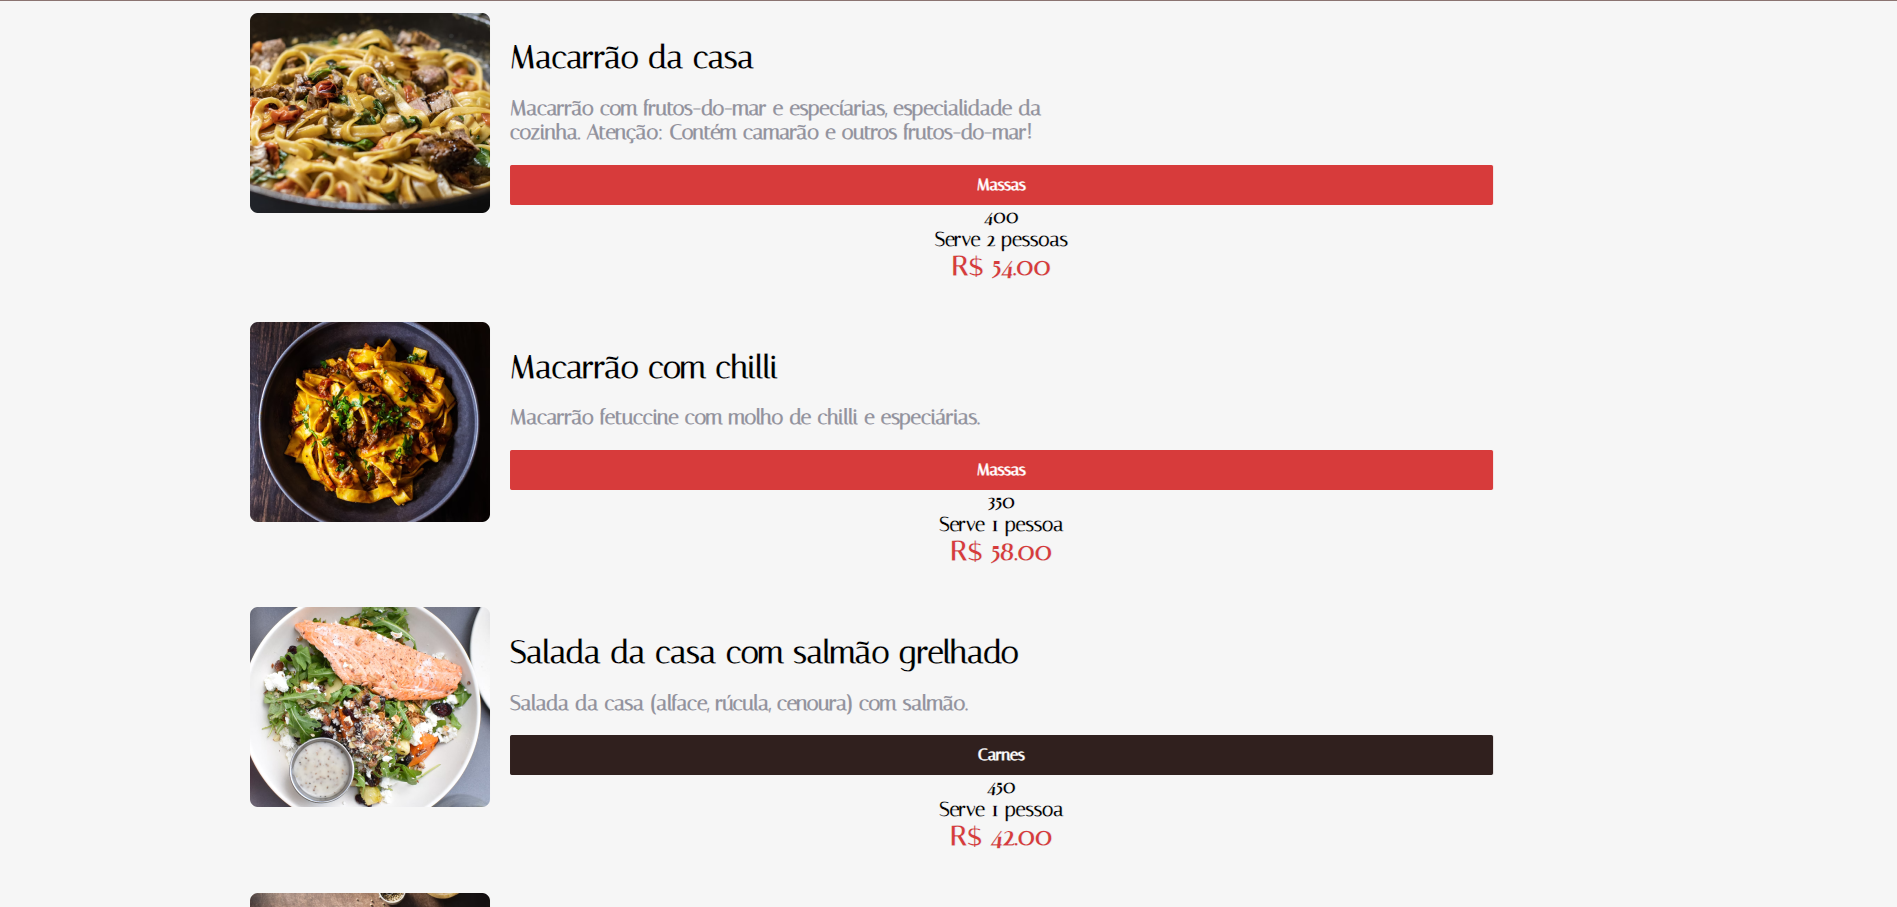 Macarrão da casa
Macarrão com frutos-do-mar e especíarias, especialidade da
cozinha. Atenção: Contém camarão e outros frutos-do-mar!
Massas
400
Serve 2 pessoas
R$ 54.00
Macarrão com chilli
Macarrão fetuccine com molho de chilli e especiárias.
Massas
350
Serve 1 pessoa
R$ 58.00
Salada da casa com salmão grelhado
Salada da casa (alface, rúcula, cenoura) com salmão.
Carnes
450
Serve 1 pessoa
R$ 42.00